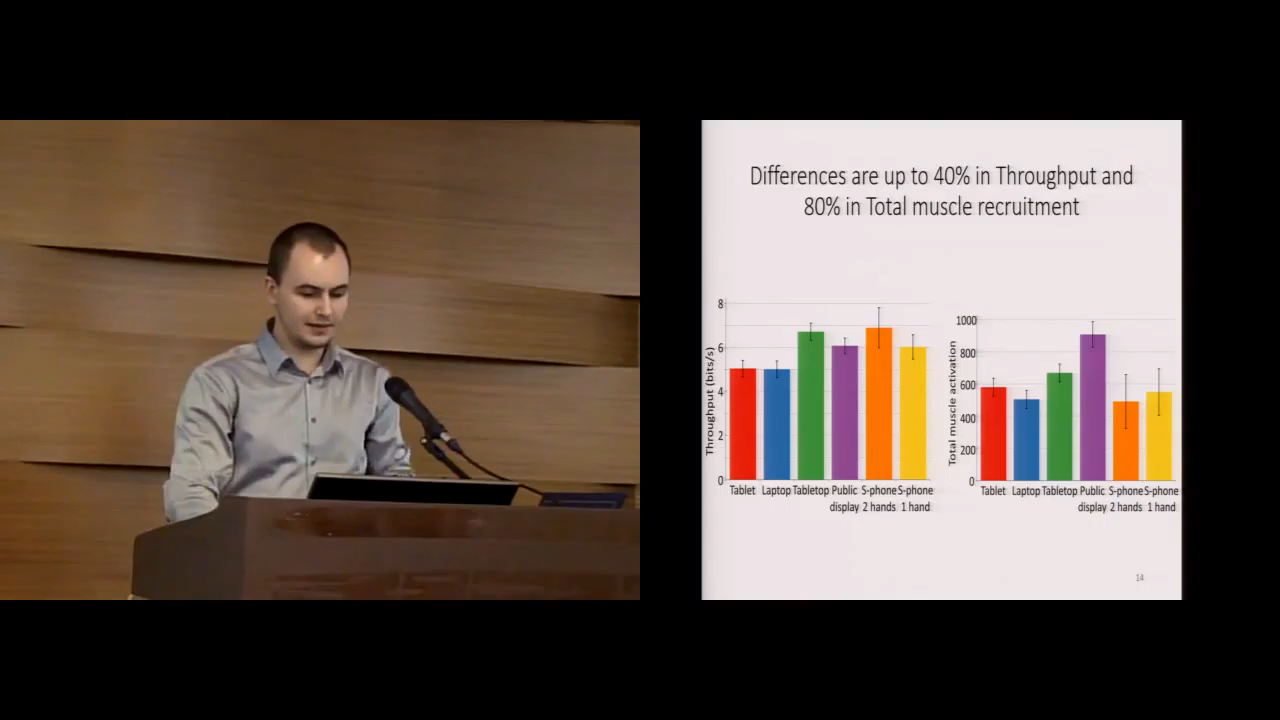 Differences are up to 40% in Throughput and
80% in Total muscle recruitment
Throughput (bits/s)
8
6
4
2
0
Tablet Laptop Tabletop Public S-phone S-phone
display 2 hands 1 hand
Total muscle activation
1000
800
600
400
200
0
Tablet Laptop Tabletop Public S-phone S-phone
display 2 hands 1 hand
14